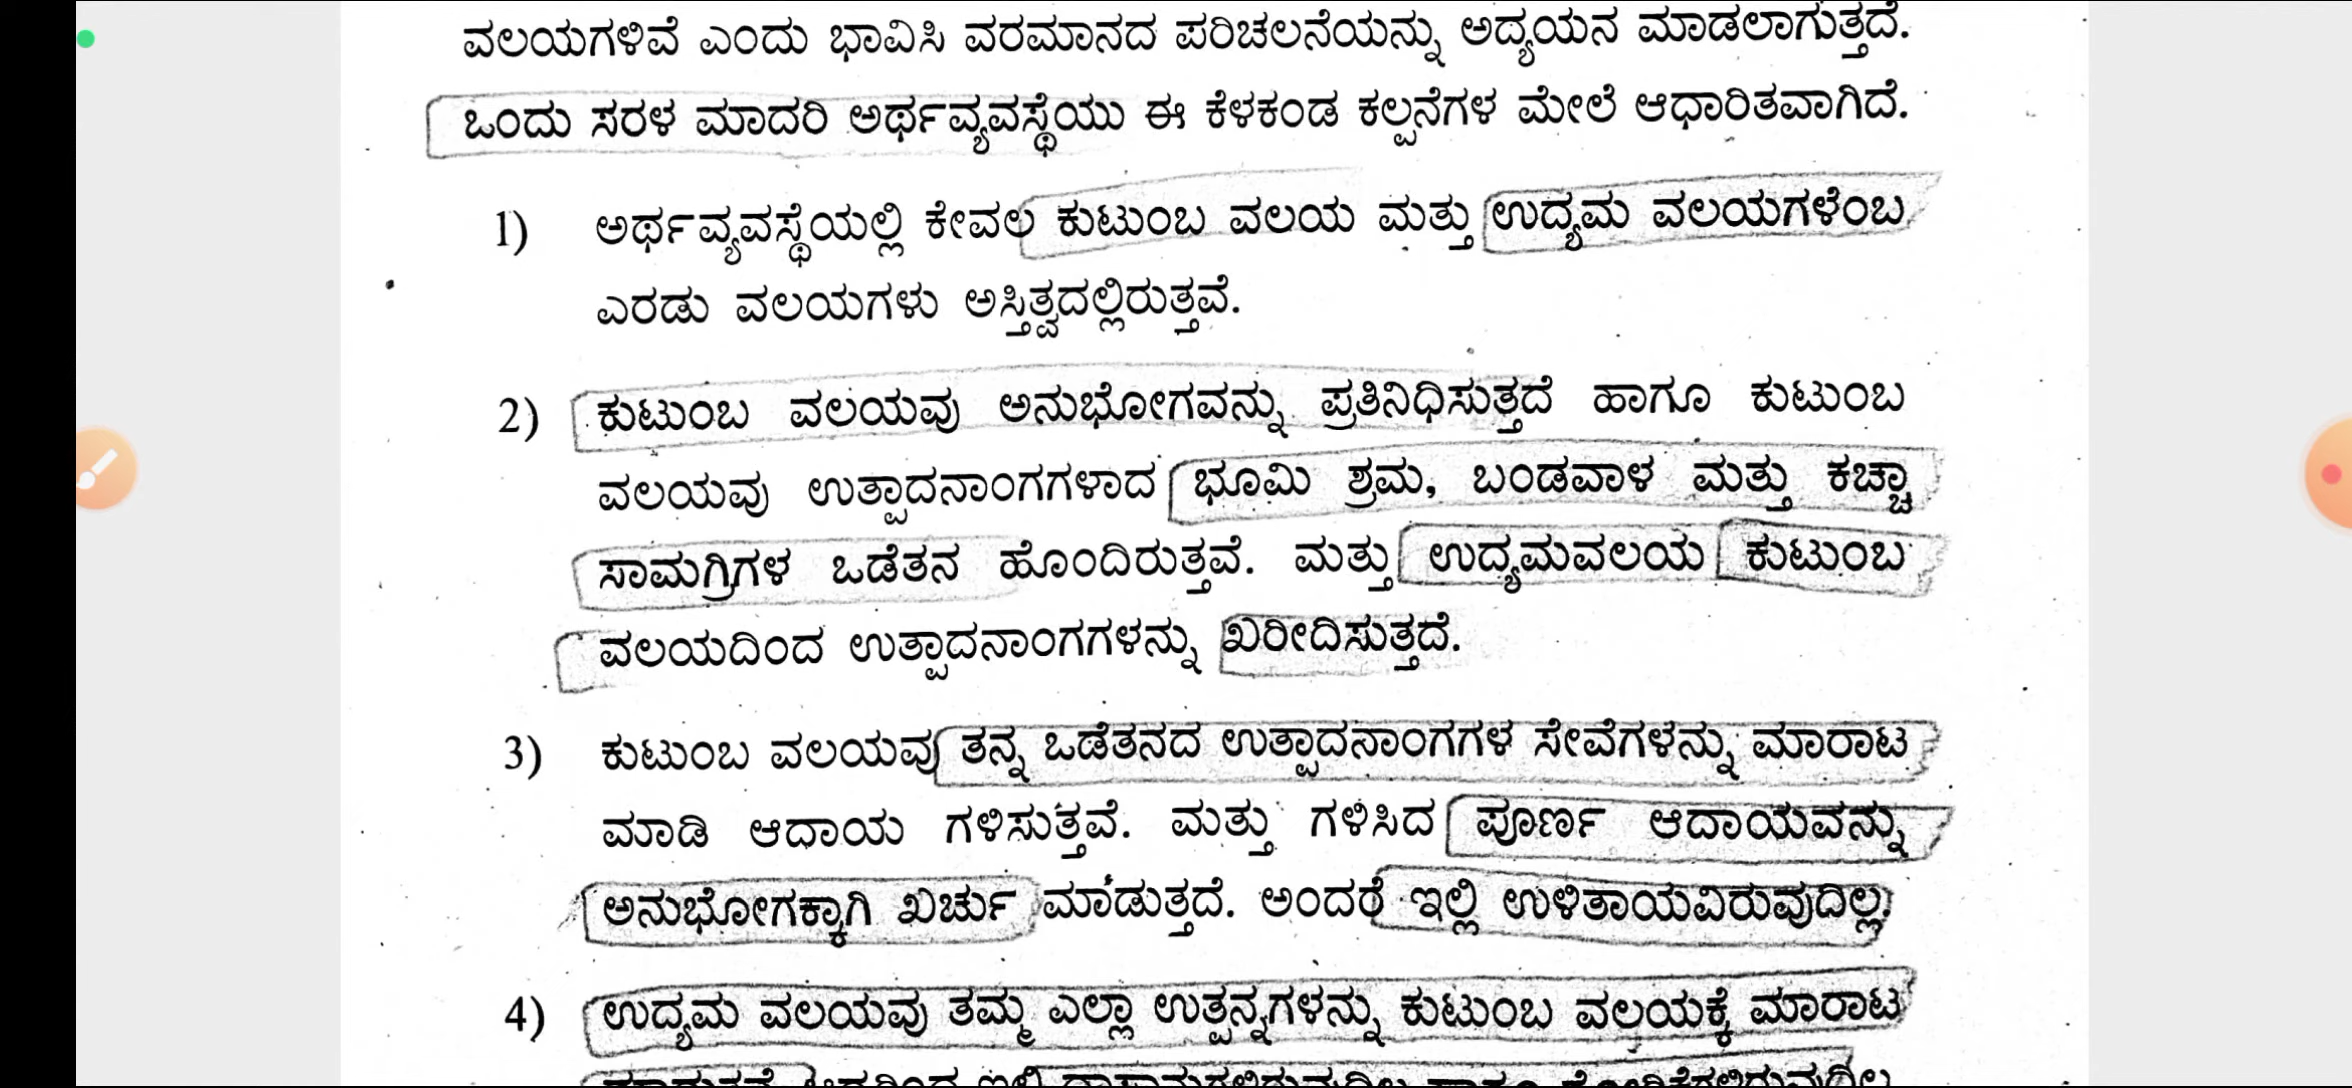 ವಲಯಗಳಿವೆ ಎಂದು ಭಾವಿಸಿ ವರಮಾನದ ಪರಿಚಲನೆಯನ್ನು ಅಧ್ಯಯನ ಮಾಡಲಾಗುತ್ತದೆ.
ಒಂದು ಸರಳ ಮಾದರಿ ಅರ್ಥವ್ಯವಸ್ಥೆಯು ಈ ಕೆಳಕಂಡ ಕಲ್ಪನೆಗಳ ಮೇಲೆ ಆಧಾರಿತವಾಗಿದೆ.
1) ಅರ್ಥವ್ಯವಸ್ಥೆಯಲ್ಲಿ ಕೇವಲ ಕುಟುಂಬ ವಲಯ ಮತ್ತು ಉದ್ಯಮ ವಲಯಗಳೆಂಬ
ಎರಡು ವಲಯಗಳು ಅಸ್ತಿತ್ವದಲ್ಲಿರುತ್ತವೆ.
2) ಕುಟುಂಬ ವಲಯವು ಅನುಭೋಗವನ್ನು ಪ್ರತಿನಿಧಿಸುತ್ತದೆ ಹಾಗೂ ಕುಟುಂಬ
ವಲಯವು ಉತ್ಪಾದನಾಂಗಗಳಾದ ಭೂಮಿ ಶ್ರಮ, ಬಂಡವಾಳ ಮತ್ತು ಕಚ್ಚಾ
ಸಾಮಗ್ರಿಗಳ ಒಡೆತನ ಹೊಂದಿರುತ್ತವೆ. ಮತ್ತು ಉದ್ಯಮವಲಯ ಕುಟುಂಬ
ವಲಯದಿಂದ ಉತ್ಪಾದನಾಂಗಗಳನ್ನು ಖರೀದಿಸುತ್ತದೆ.
3) ಕುಟುಂಬ ವಲಯವು ತನ್ನ ಒಡೆತನದ ಉತ್ಪಾದನಾಂಗಗಳ ಸೇವೆಗಳನ್ನು ಮಾರಾಟ
ಮಾಡಿ ಆದಾಯ ಗಳಿಸುತ್ತವೆ. ಮತ್ತು ಗಳಿಸಿದ ಪೂರ್ಣ ಆದಾಯವನ್ನು
ಅನುಭೋಗಕ್ಕಾಗಿ ಖರ್ಚು ಮಾಡುತ್ತದೆ. ಅಂದರೆ ಇಲ್ಲಿ ಉಳಿತಾಯವಿರುವುದಿಲ್ಲ.
4) ಉದ್ಯಮ ವಲಯವು ತಮ್ಮ ಎಲ್ಲಾ ಉತ್ಪನ್ನಗಳನ್ನು ಕುಟುಂಬ ವಲಯಕ್ಕೆ ಮಾರಾಟ